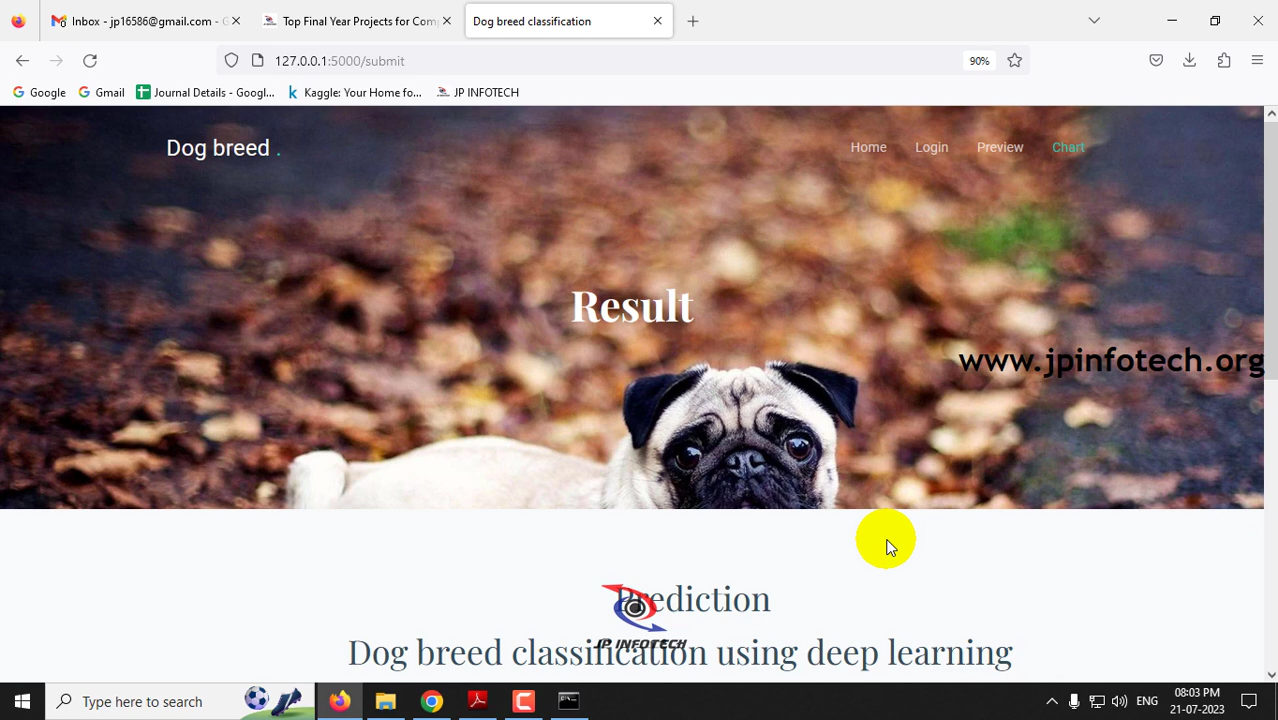 Inbox - jp16586@gmail.com - G
Top Final Year Projects for Com
Dog breed classification
127.0.0.1:5000/submit
90%
Google
Gmail
Journal Details - Googl...
Kaggle: Your Home fo...
JP INFOTECH
Dog breed .
Home
Login
Preview
Chart
Result
www.jpinfotech.org
Prediction
JP INFOTECH
Dog breed classification using deep learning
Type here to search
ENG
08:03 PM
21-07-2023